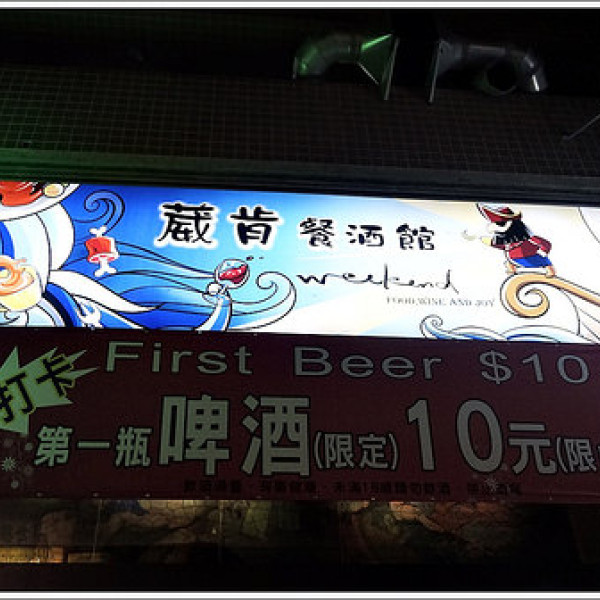 葳肯 餐酒館
weekend
FOOD, WINE AND JOY
First Beer $10
打卡
第一瓶啤酒(限定)10元(限